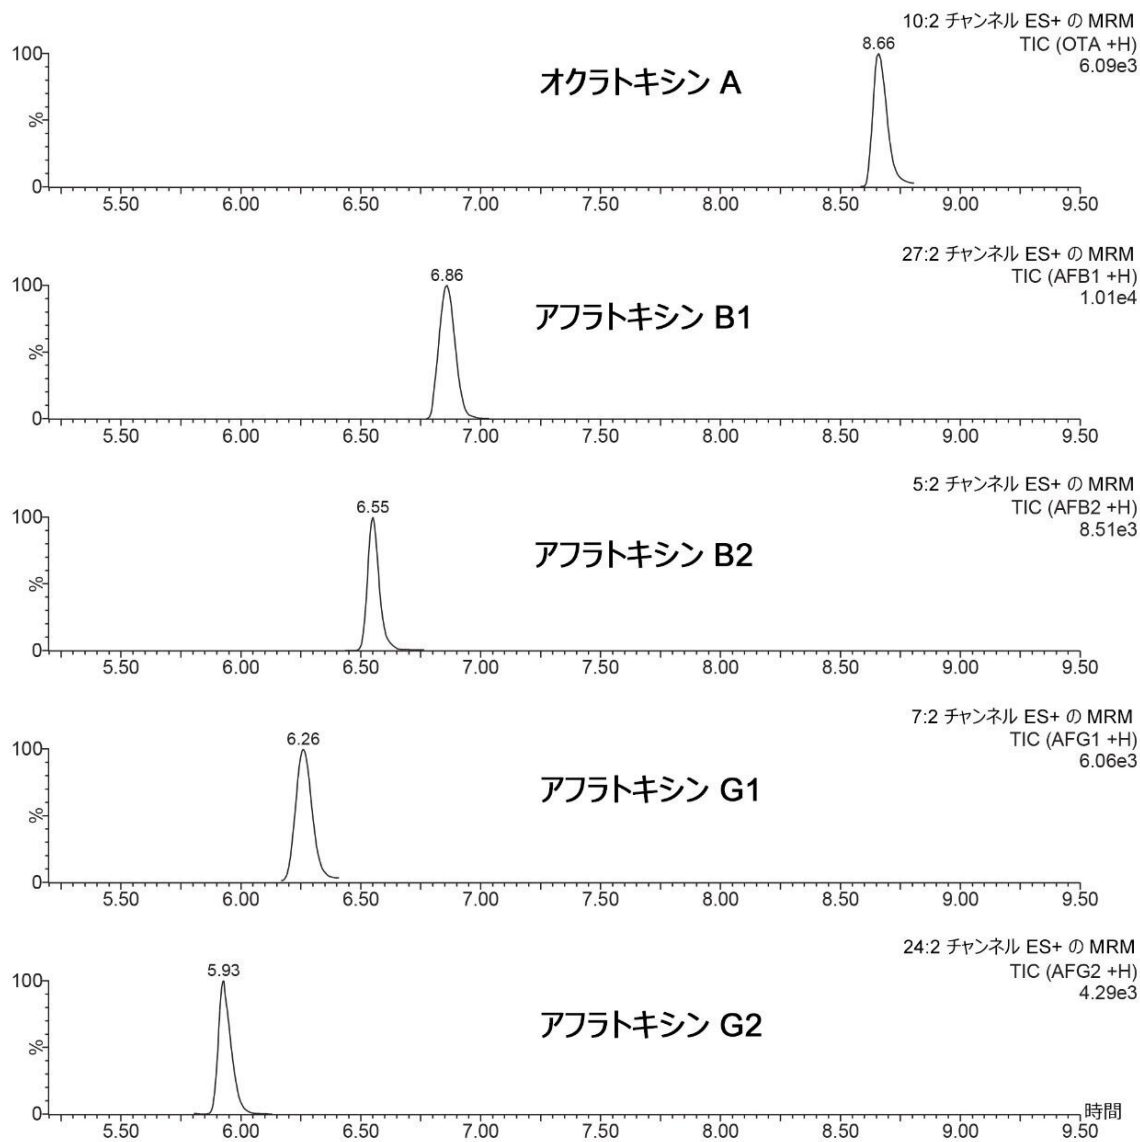 10:2 チャンネル ES+ の MRM
TIC (OTA +H)
6.09e3
8.66
オクラトキシン A
100
%
0
5.50 6.00 6.50 7.00 7.50 8.00 8.50 9.00 9.50
27:2 チャンネル ES+ の MRM
TIC (AFB1 +H)
1.01e4
6.86
アフラトキシン B1
100
%
0
5.50 6.00 6.50 7.00 7.50 8.00 8.50 9.00 9.50
5:2 チャンネル ES+ の MRM
TIC (AFB2 +H)
8.51e3
6.55
アフラトキシン B2
100
%
0
5.50 6.00 6.50 7.00 7.50 8.00 8.50 9.00 9.50
7:2 チャンネル ES+ の MRM
TIC (AFG1 +H)
6.06e3
6.26
アフラトキシン G1
100
%
0
5.50 6.00 6.50 7.00 7.50 8.00 8.50 9.00 9.50
24:2 チャンネル ES+ の MRM
TIC (AFG2 +H)
4.29e3
5.93
アフラトキシン G2
100
%
0
時間
5.50 6.00 6.50 7.00 7.50 8.00 8.50 9.00 9.50